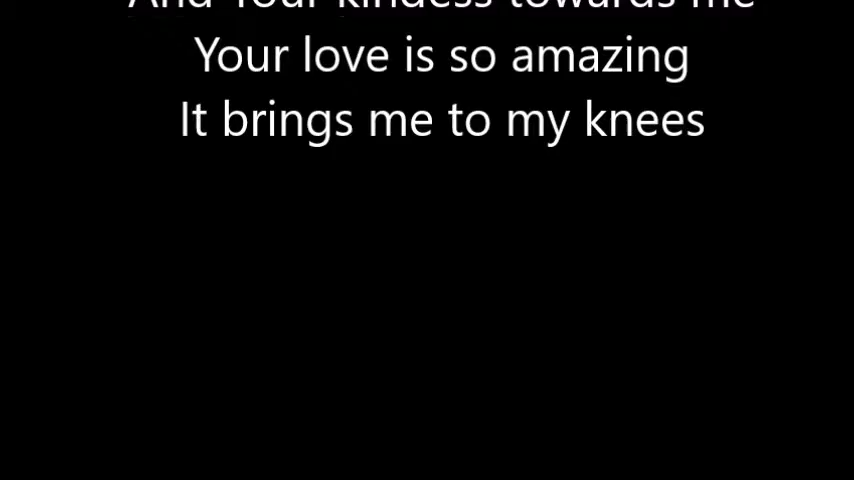 And Your kindess towards me
Your love is so amazing
It brings me to my knees